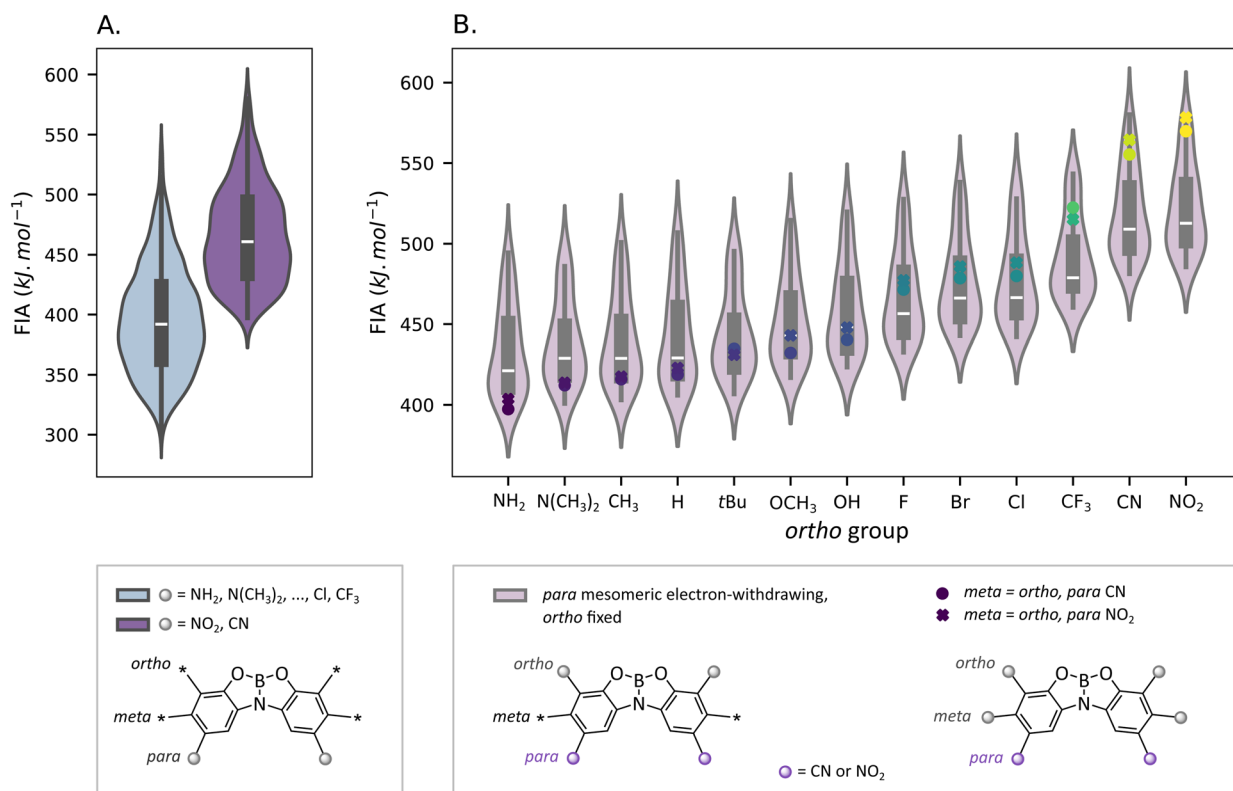 A.
B.
FIA (kJ. mol⁻¹)
600
550
500
450
400
350
300
FIA (kJ. mol⁻¹)
600
550
500
450
400
NH₂ N(CH₃)₂ CH₃ H tBu OCH₃ OH F Br Cl CF₃ CN NO₂
ortho group
= NH₂, N(CH₃)₂, ..., Cl, CF₃
= NO₂, CN
ortho * O B O *
meta * N *
para
para mesomeric electron-withdrawing,
ortho fixed
ortho O B O
meta * N *
para
= CN or NO₂
meta = ortho, para CN
meta = ortho, para NO₂
ortho O B O
meta N
para